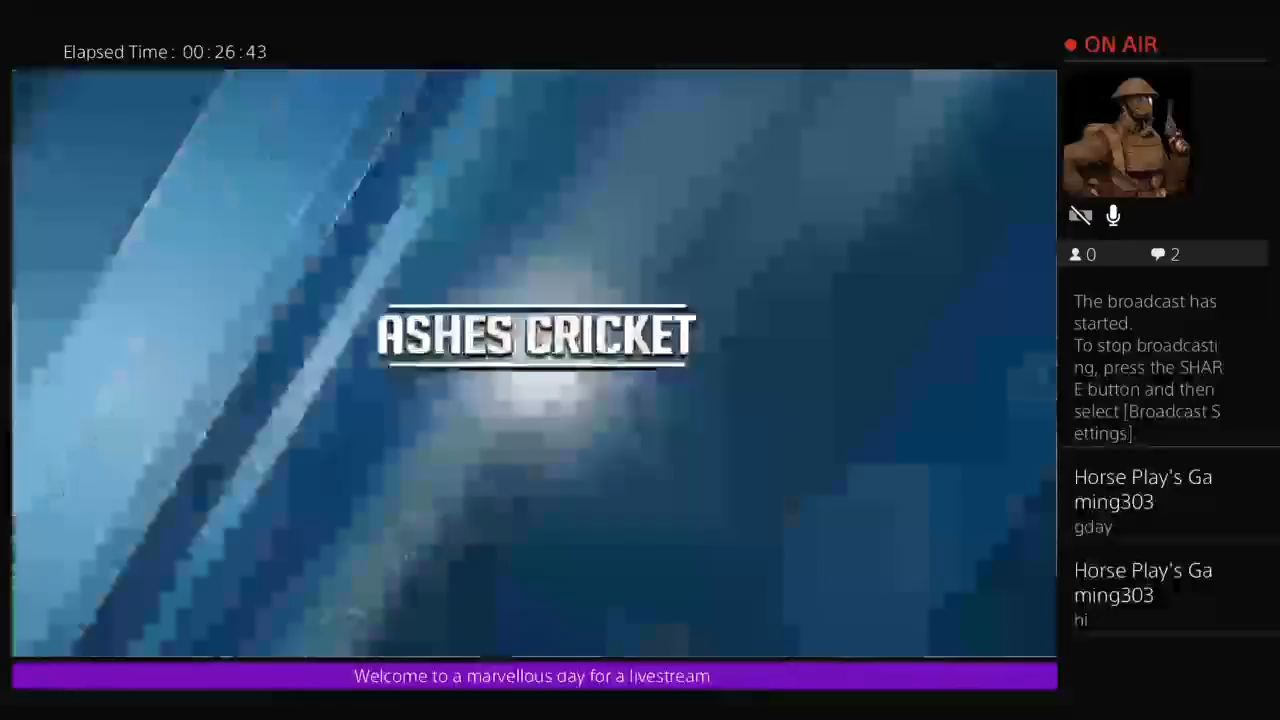 Elapsed Time: 00:26:43
ON AIR
ASHES CRICKET
0
2
The broadcast has
started.
To stop broadcasti
ng, press the SHAR
E button and then
select [Broadcast S
ettings].
Horse Play's Ga
ming303
gday
Horse Play's Ga
ming303
hi
Welcome to a marvellous day for a livestream